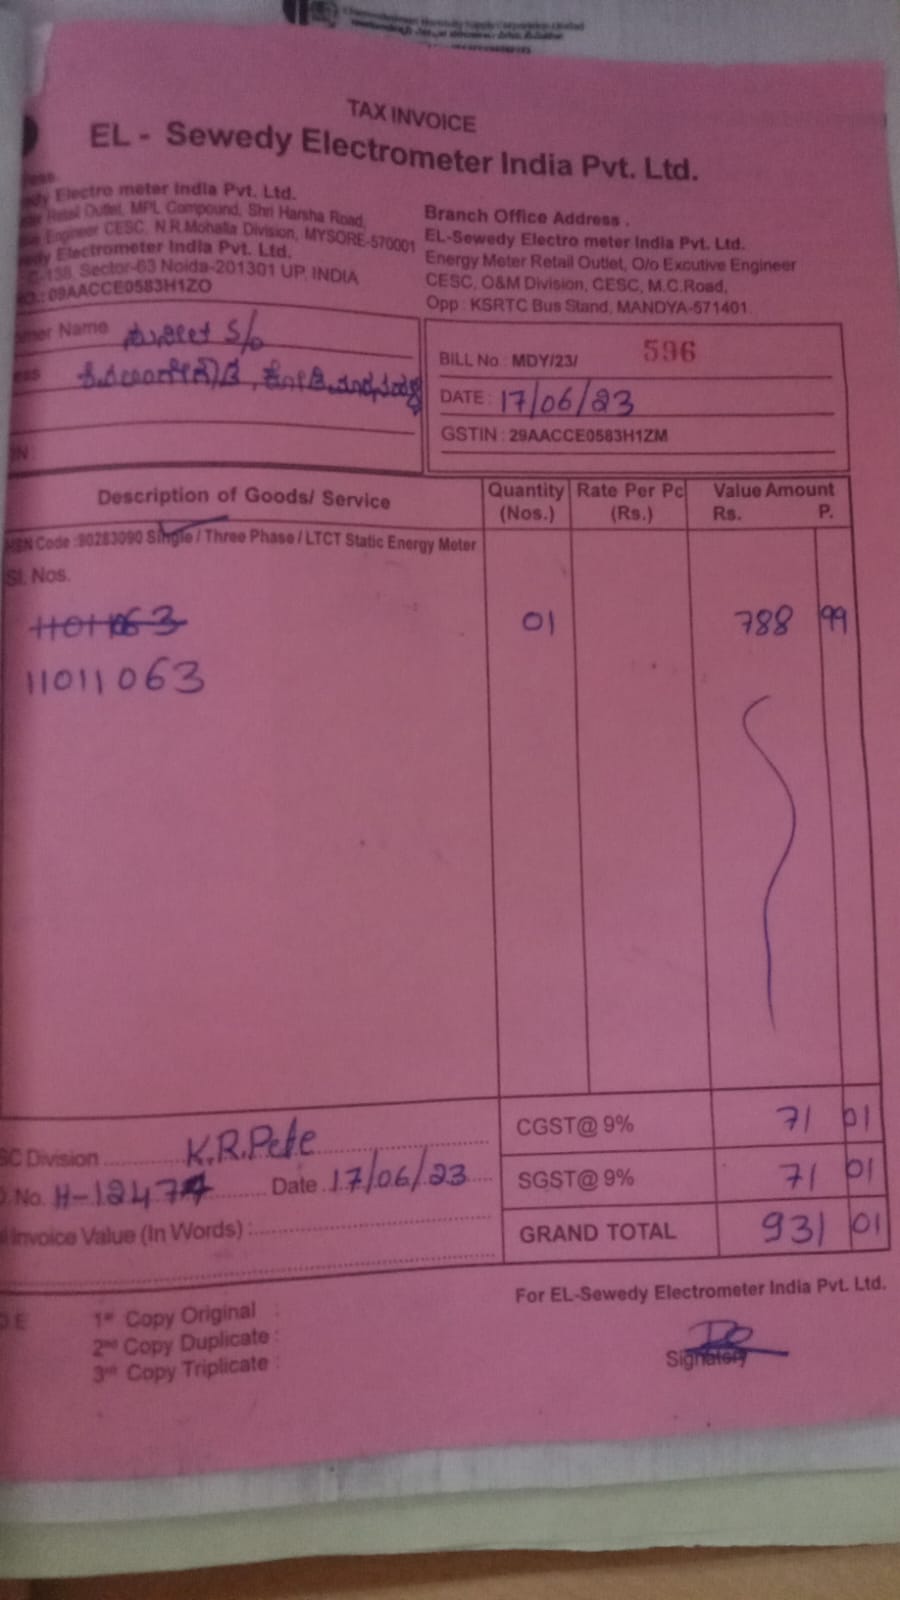 TAX INVOICE
EL - Sewedy Electrometer India Pvt. Ltd.
Electro meter India Pvt. Ltd.
Retail Outlet, MPL Compound, Shri Harsha Road,
Engineer CESC, N.R.Mohalla Division, MYSORE-570001
Electrometer India Pvt. Ltd.
Sector-63 Noida-201301 UP, INDIA
09AACCE0583H1ZO
Branch Office Address .
EL-Sewedy Electro meter India Pvt. Ltd.
Energy Meter Retail Outlet, O/o Excutive Engineer
CESC, O&M Division, CESC, M.C.Road,
Opp : KSRTC Bus Stand, MANDYA-571401.
Name S/o
BILL No : MDY/23/ 596
DATE : 17/06/23
GSTIN : 29AACCE0583H1ZM
Description of Goods/ Service
Quantity (Nos.)
Rate Per Pc (Rs.)
Value Amount
Rs. P.
Code :90283090 Single / Three Phase / LTCT Static Energy Meter
Sl. Nos.
01 788 99
11011063
CGST@ 9% 71 01
SGST@ 9% 71 01
GRAND TOTAL 931 01
Division K.R.Pete
No. Date 17/06/23
Invoice Value (In Words) :
For EL-Sewedy Electrometer India Pvt. Ltd.
1st Copy Original :
2nd Copy Duplicate :
3rd Copy Triplicate :
Signatory